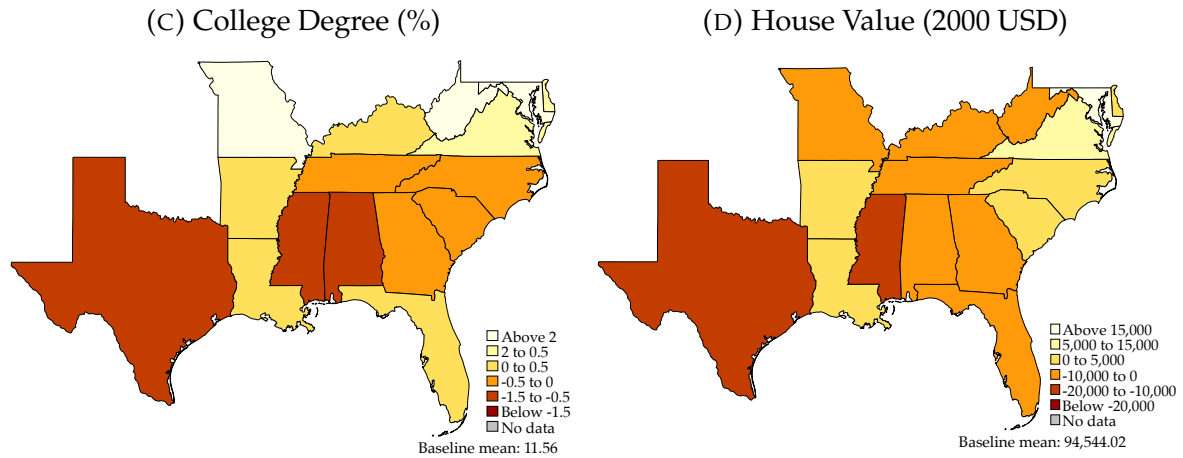 (C) College Degree (%)
Above 2
2 to 0.5
0 to 0.5
-0.5 to 0
-1.5 to -0.5
Below -1.5
No data
Baseline mean: 11.56
(D) House Value (2000 USD)
Above 15,000
5,000 to 15,000
0 to 5,000
-10,000 to 0
-20,000 to -10,000
Below -20,000
No data
Baseline mean: 94,544.02